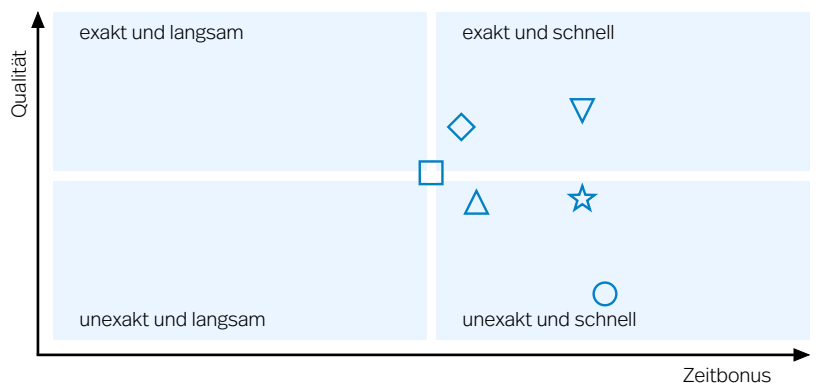 exakt und langsam
exakt und schnell
Qualität
unexakt und langsam
unexakt und schnell
Zeitbonus